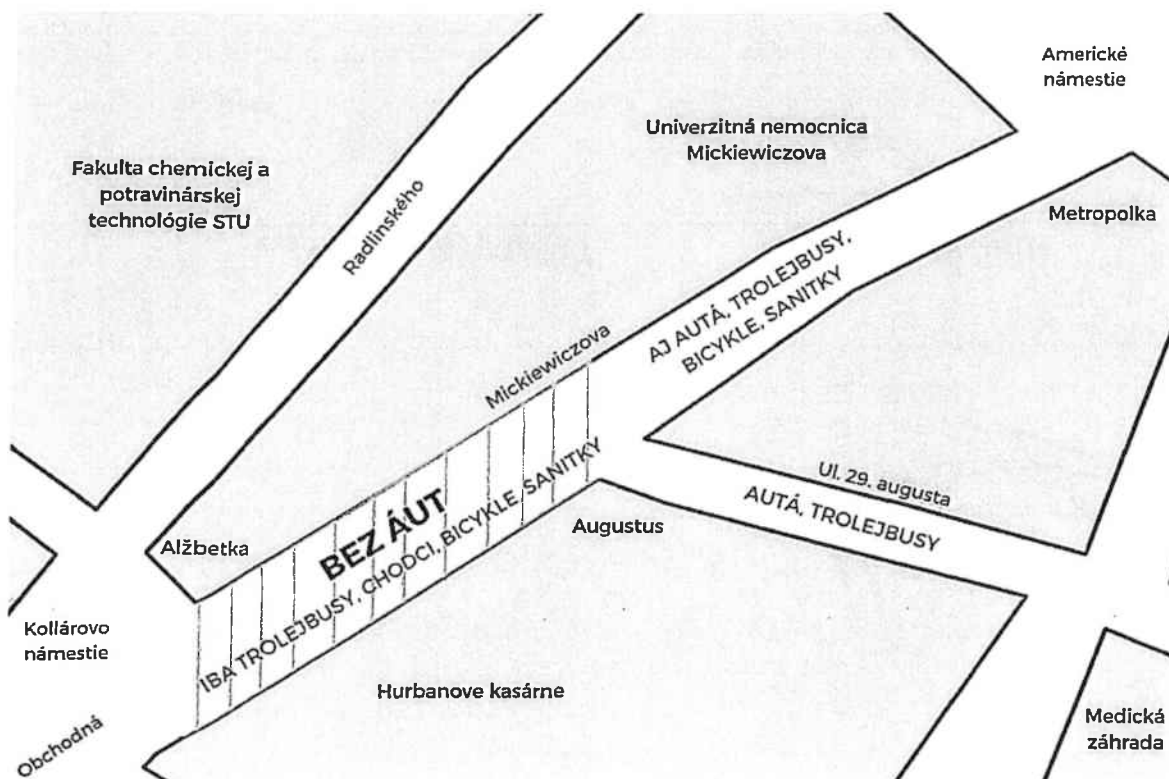 Americké
námestie
Univerzitná nemocnica
Mickiewiczova
Fakulta chemickej a
potravinárskej
technológie STU
Radlinského
Metropolka
AJ AUTÁ, TROLEJBUSY,
BICYKLE, SANITKY
Mickiewiczova
Ul. 29. augusta
AUTÁ, TROLEJBUSY
Augustus
Alžbetka
BEZ ÁUT
IBA TROLEJBUSY, CHODCI, BICYKLE, SANITKY
Kollárovo
námestie
Hurbanove kasárne
Obchodná
Medická
záhrada